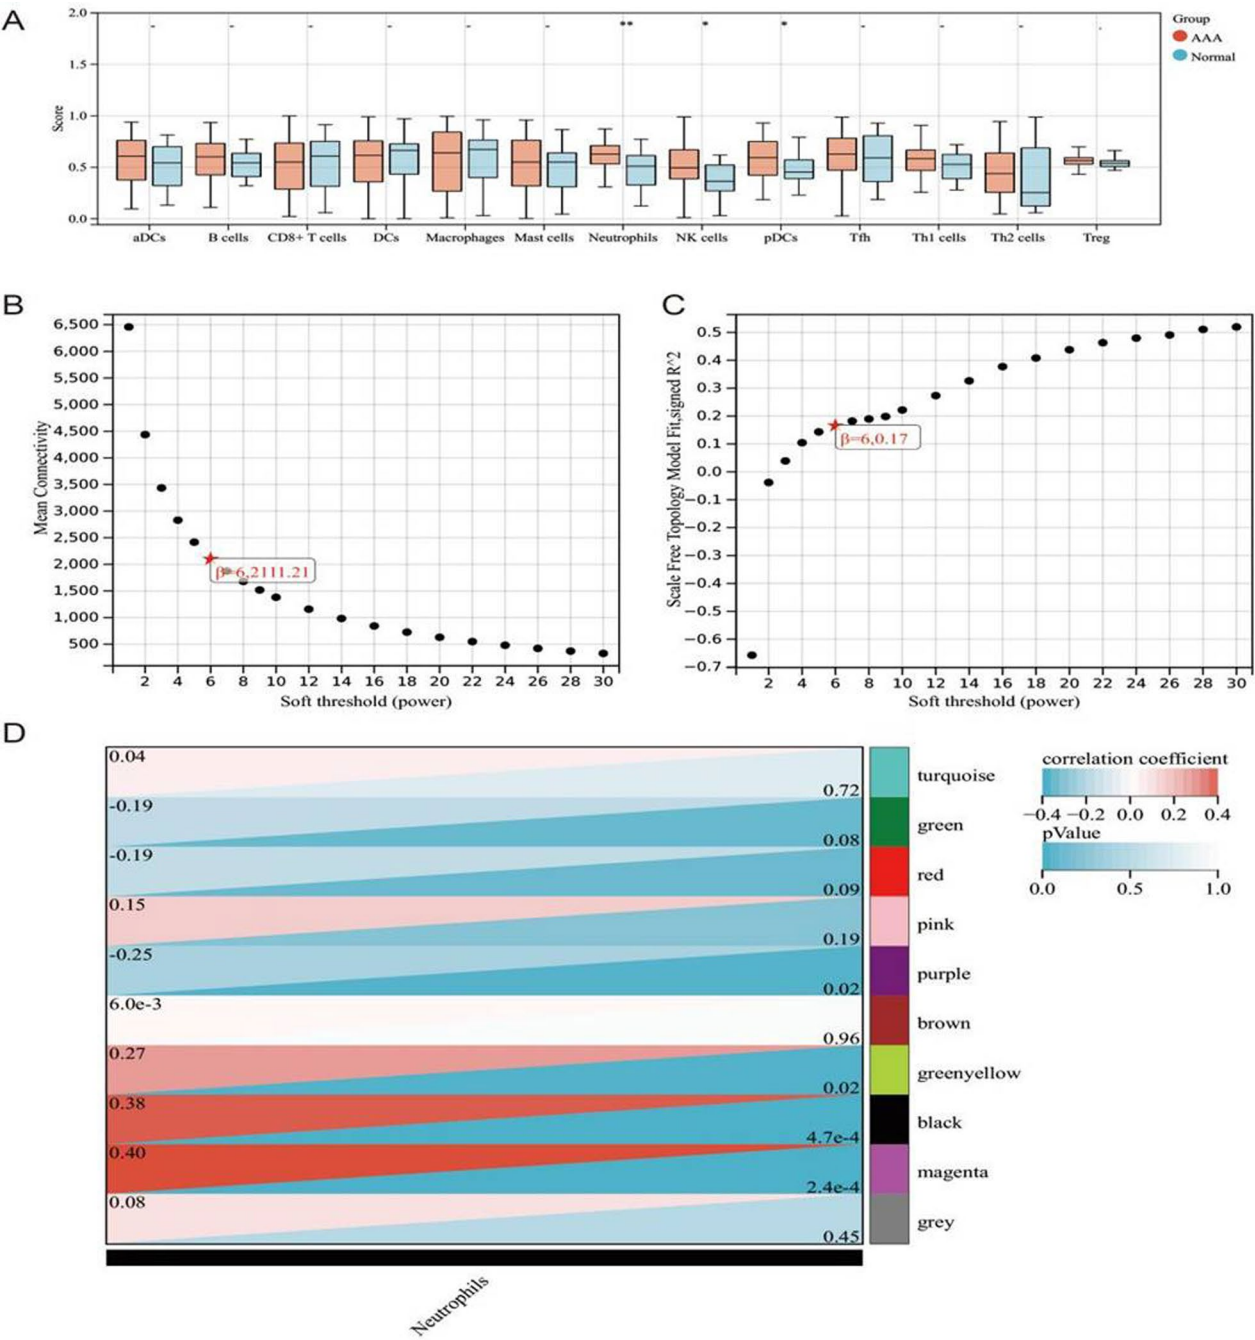 A
2.0
1.5
1.0
0.5
0.0
Score
- - - - - - ** * * - - - -
aDCs B cells CD8+ T cells DCs Macrophages Mast cells Neutrophils NK cells pDCs Tfh Th1 cells Th2 cells Treg
Group
AAA
Normal
B
6,500
6,000
5,500
5,000
4,500
4,000
3,500
3,000
2,500
2,000
1,500
1,000
500
Mean Connectivity
β=6,2111.21
2 4 6 8 10 12 14 16 18 20 22 24 26 28 30
Soft threshold (power)
C
0.5
0.4
0.3
0.2
0.1
0.0
−0.1
−0.2
−0.3
−0.4
−0.5
−0.6
−0.7
Scale Free Topology Model Fit,signed R^2
β=6,0.17
2 4 6 8 10 12 14 16 18 20 22 24 26 28 30
Soft threshold (power)
D
0.04
0.72
turquoise
-0.19
0.08
green
-0.19
0.09
red
0.15
0.19
pink
-0.25
0.02
purple
6.0e-3
0.96
brown
0.27
0.02
greenyellow
0.38
4.7e-4
black
0.40
2.4e-4
magenta
0.08
0.45
grey
Neutrophils
correlation coefficient
−0.4 −0.2 0.0 0.2 0.4
pValue
0.0 0.5 1.0